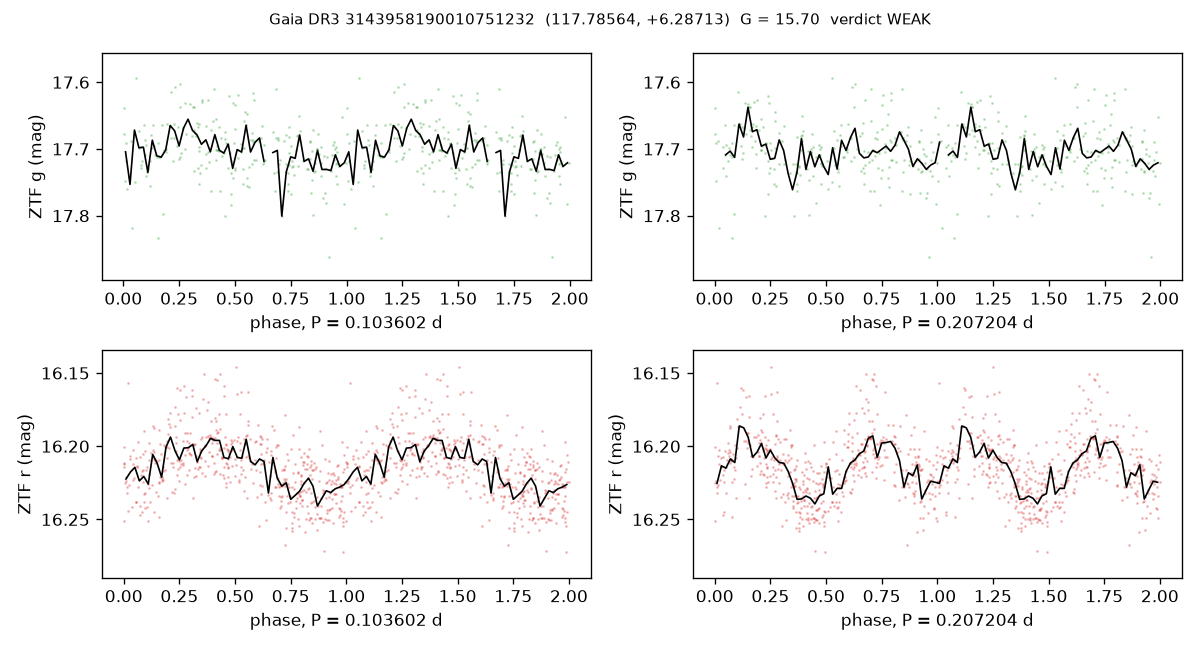 Gaia DR3 3143958190010751232 (117.78564, +6.28713) G = 15.70 verdict WEAK
ZTF g (mag)
17.6
17.7
17.8
0.00 0.25 0.50 0.75 1.00 1.25 1.50 1.75 2.00
phase, P = 0.103602 d
ZTF g (mag)
17.6
17.7
17.8
0.00 0.25 0.50 0.75 1.00 1.25 1.50 1.75 2.00
phase, P = 0.207204 d
ZTF r (mag)
16.15
16.20
16.25
0.00 0.25 0.50 0.75 1.00 1.25 1.50 1.75 2.00
phase, P = 0.103602 d
ZTF r (mag)
16.15
16.20
16.25
0.00 0.25 0.50 0.75 1.00 1.25 1.50 1.75 2.00
phase, P = 0.207204 d